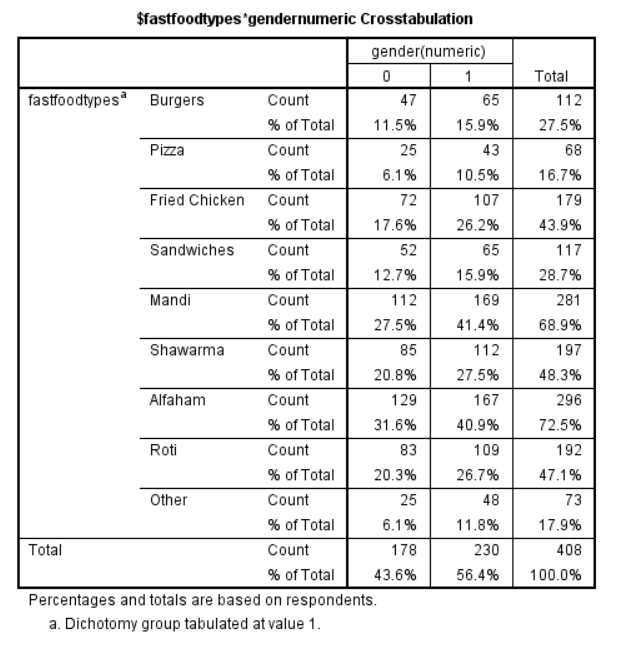 $fastfoodtypes*gendernumeric Crosstabulation
gender(numeric)
0 1 Total
fastfoodtypesᵃ Burgers Count 47 65 112
% of Total 11.5% 15.9% 27.5%
Pizza Count 25 43 68
% of Total 6.1% 10.5% 16.7%
Fried Chicken Count 72 107 179
% of Total 17.6% 26.2% 43.9%
Sandwiches Count 52 65 117
% of Total 12.7% 15.9% 28.7%
Mandi Count 112 169 281
% of Total 27.5% 41.4% 68.9%
Shawarma Count 85 112 197
% of Total 20.8% 27.5% 48.3%
Alfaham Count 129 167 296
% of Total 31.6% 40.9% 72.5%
Roti Count 83 109 192
% of Total 20.3% 26.7% 47.1%
Other Count 25 48 73
% of Total 6.1% 11.8% 17.9%
Total Count 178 230 408
% of Total 43.6% 56.4% 100.0%
Percentages and totals are based on respondents.
a. Dichotomy group tabulated at value 1.